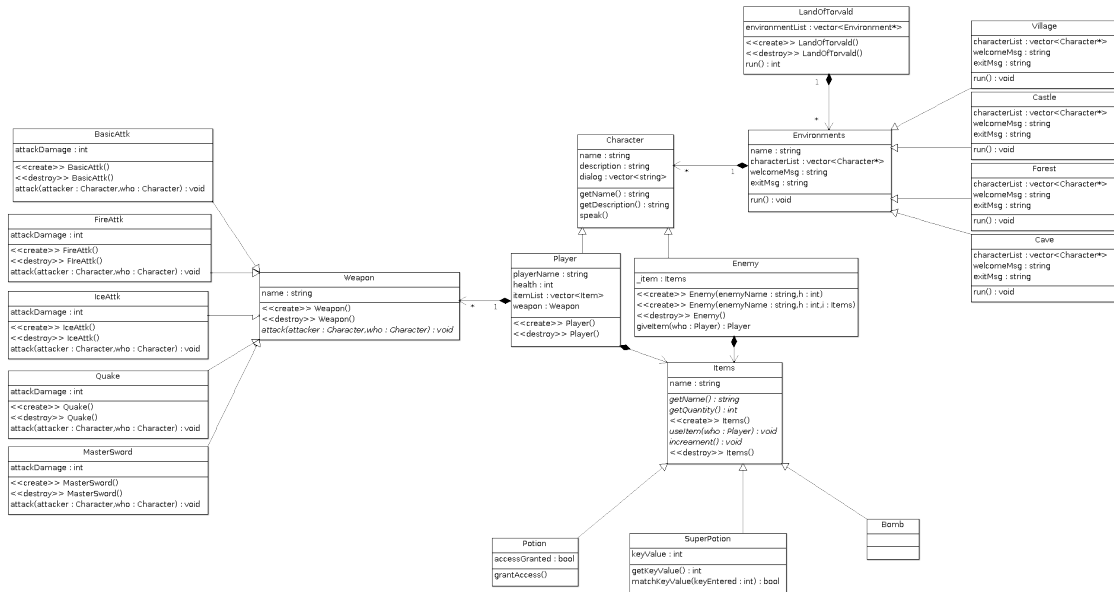 LandOfTorvald
environmentList : vector<Environment*>
<<create>> LandOfTorvald()
<<destroy>> LandOfTorvald()
run() : int
1
*
Village
characterList : vector<Character*>
welcomeMsg : string
exitMsg : string
run() : void
Castle
characterList : vector<Character*>
welcomeMsg : string
exitMsg : string
run() : void
Forest
characterList : vector<Character*>
welcomeMsg : string
exitMsg : string
run() : void
Cave
characterList : vector<Character*>
welcomeMsg : string
exitMsg : string
run() : void
Environments
name : string
characterList : vector<Character*>
welcomeMsg : string
exitMsg : string
run() : void
*
1
Character
name : string
description : string
dialog : vector<string>
getName() : string
getDescription() : string
speak()
BasicAttk
attackDamage : int
<<create>> BasicAttk()
<<destroy>> BasicAttk()
attack(attacker : Character,who : Character) : void
FireAttk
attackDamage : int
<<create>> FireAttk()
<<destroy>> FIreAttk()
attack(attacker : Character,who : Character) : void
IceAttk
attackDamage : int
<<create>> IceAttk()
<<destroy>> IceAttk()
attack(attacker : Character,who : Character) : void
Quake
attackDamage : int
<<create>> Quake()
<<destroy>> Quake()
attack(attacker : Character,who : Character) : void
MasterSword
attackDamage : int
<<create>> MasterSword()
<<destroy>> MasterSword()
attack(attacker : Character,who : Character) : void
Weapon
name : string
<<create>> Weapon()
<<destroy>> Weapon()
attack(attacker : Character,who : Character) : void
*
1
Player
playerName : string
health : int
itemList : vector<Item>
weapon : Weapon
<<create>> Player()
<<destroy>> Player()
Enemy
_item : Items
<<create>> Enemy(enemyName : string,h : int)
<<create>> Enemy(enemyName : string,h : int,i : Items)
<<destroy>> Enemy()
giveItem(who : Player) : Player
Items
name : string
getName() : string
getQuantity() : int
<<create>> Items()
useItem(who : Player) : void
increament() : void
<<destroy>> Items()
Potion
accessGranted : bool
grantAccess()
SuperPotion
keyValue : int
getKeyValue() : int
matchKeyValue(keyEntered : int) : bool
Bomb